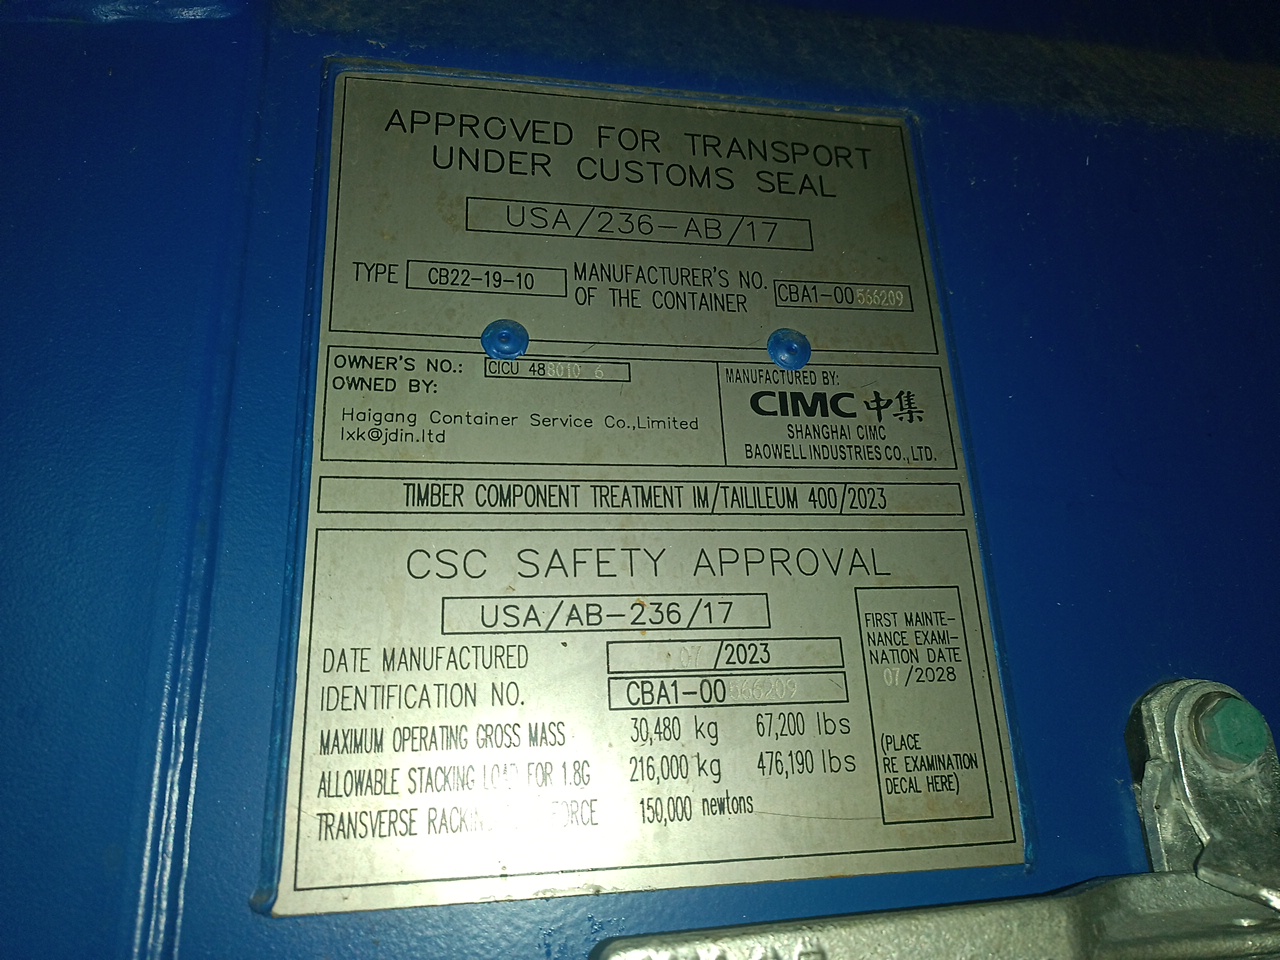 APPROVED FOR TRANSPORT
UNDER CUSTOMS SEAL
USA/236-AB/17
TYPE CB22-19-10 MANUFACTURER'S NO. OF THE CONTAINER CBA1-00566209
OWNER'S NO.: CICU 488010 6
OWNED BY:
Haigang Container Service Co.,Limited
lxk@jdin.ltd
MANUFACTURED BY:
CIMC 中集
SHANGHAI CIMC
BAOWELL INDUSTRIES CO.,LTD.
TIMBER COMPONENT TREATMENT IM/TAILILEUM 400/2023
CSC SAFETY APPROVAL
USA/AB-236/17
DATE MANUFACTURED 07/2023
IDENTIFICATION NO. CBA1-00566209
MAXIMUM OPERATING GROSS MASS 30,480 kg 67,200 lbs
ALLOWABLE STACKING LOAD FOR 1.8G 216,000 kg 476,190 lbs
TRANSVERSE RACKING FORCE 150,000 newtons
FIRST MAINTE-
NANCE EXAMI-
NATION DATE
07/2028
(PLACE
RE EXAMINATION
DECAL HERE)